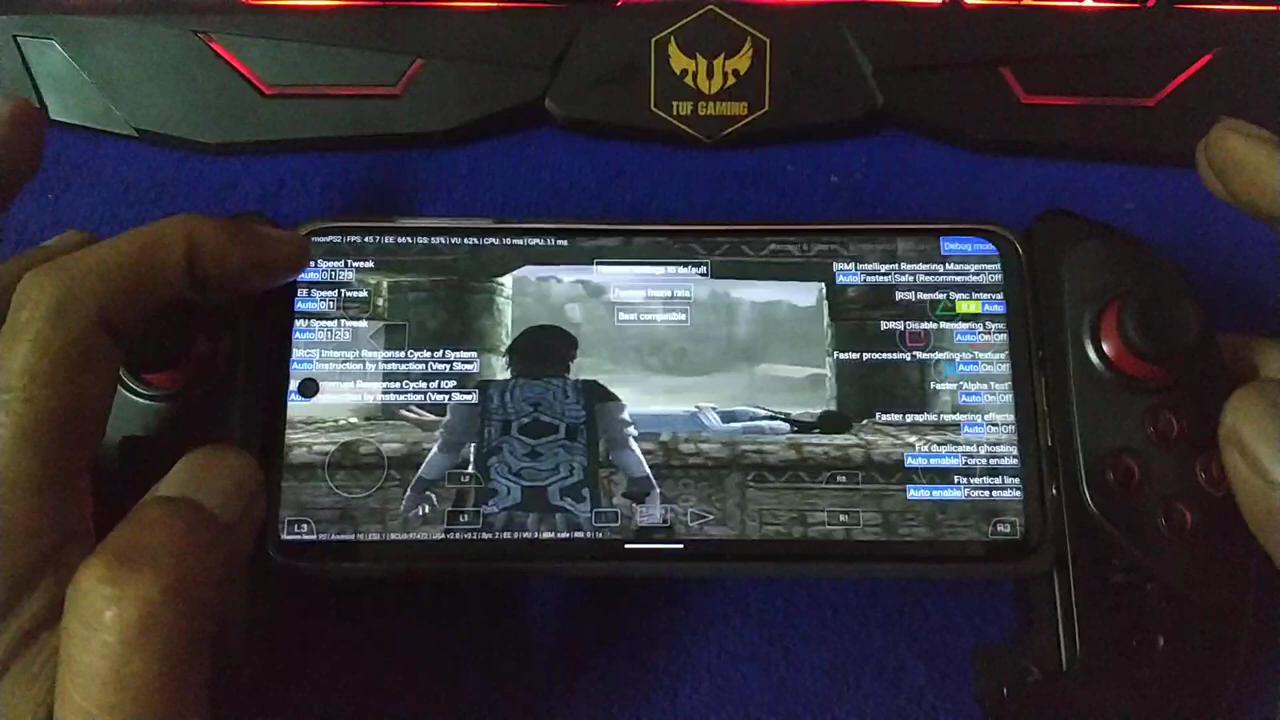 TUF GAMING
monPS2 | FPS: 45.7 | EE: 66% | GS: 53% | VU: 62% | CPU: 10 ms | GPU: 11 ms
Debug mod
s Speed Tweak
Auto 0 1 2 3
EE Speed Tweak
Auto 0 1
VU Speed Tweak
Auto 0 1 2 3
[IRCS] Interrupt Response Cycle of System
Auto Instruction by Instruction (Very Slow)
terrupt Response Cycle of IOP
Au ction by Instruction (Very Slow)
settings to default
frame rate
Best compatible
[IRM] Intelligent Rendering Management
Auto Fastest Safe (Recommended) Off
[RSI] Render Sync Interval
Auto
[DRS] Disable Rendering Sync
Auto On Off
Faster processing "Rendering-to-Texture"
Auto On Off
Faster "Alpha Test"
Auto On Off
Faster graphic rendering effects
Auto On Off
Fix duplicated ghosting
Auto enable Force enable
Fix vertical line
Auto enable Force enable
L2
R2
L1
R1
L3
R3